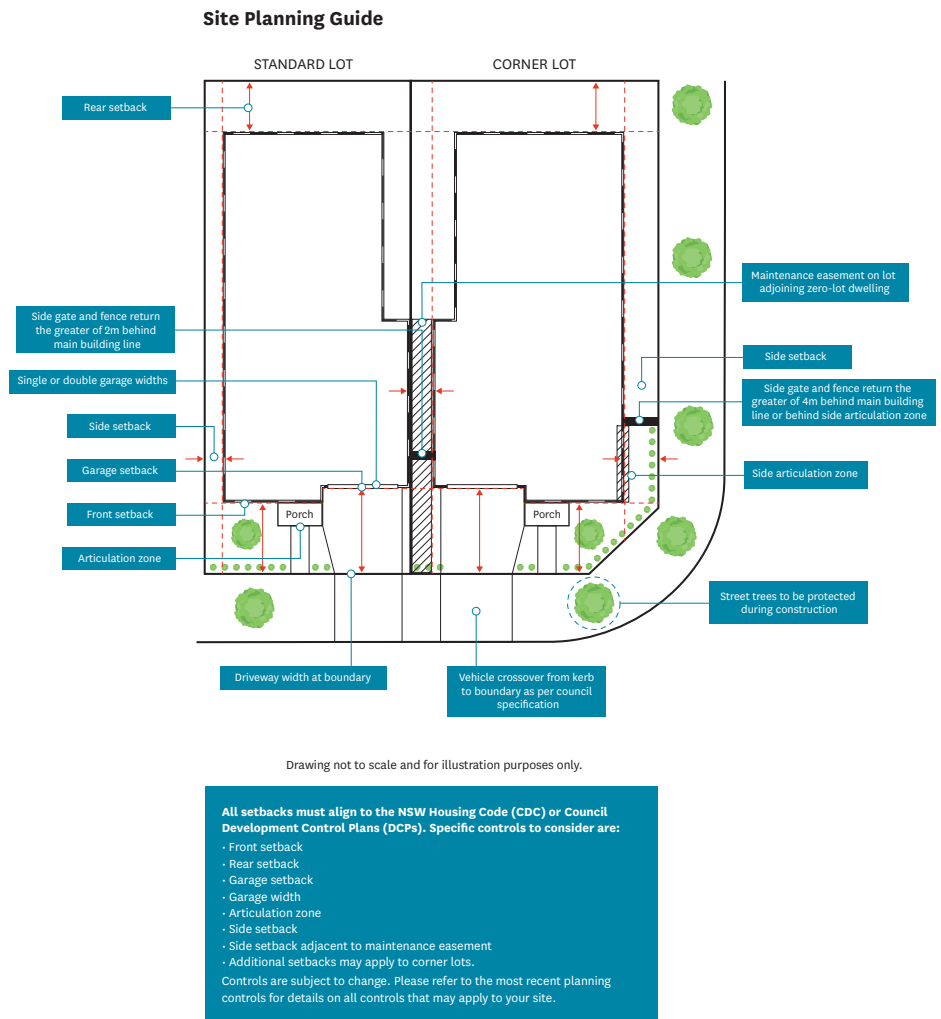 Site Planning Guide
STANDARD LOT
CORNER LOT
Rear setback
Maintenance easement on lot
adjoining zero-lot dwelling
Side gate and fence return
the greater of 2m behind
main building line
Side setback
Single or double garage widths
Side gate and fence return the
greater of 4m behind main building
line or behind side articulation zone
Side setback
Garage setback
Side articulation zone
Front setback
Porch
Porch
Articulation zone
Street trees to be protected
during construction
Driveway width at boundary
Vehicle crossover from kerb
to boundary as per council
specification
Drawing not to scale and for illustration purposes only.
All setbacks must align to the NSW Housing Code (CDC) or Council
Development Control Plans (DCPs). Specific controls to consider are:
· Front setback
· Rear setback
· Garage setback
· Garage width
· Articulation zone
· Side setback
· Side setback adjacent to maintenance easement
· Additional setbacks may apply to corner lots.
Controls are subject to change. Please refer to the most recent planning
controls for details on all controls that may apply to your site.